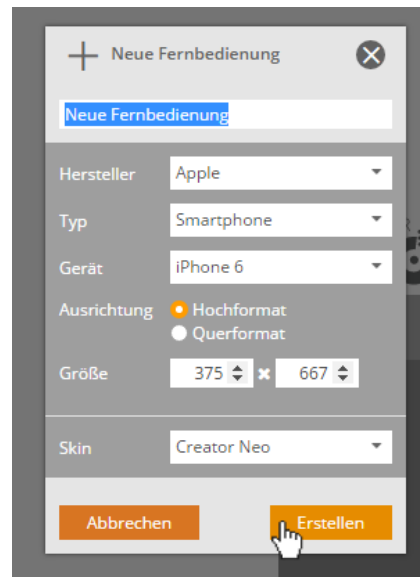 Neue Fernbedienung
Neue Fernbedienung
Hersteller Apple
Typ Smartphone
Gerät iPhone 6
Ausrichtung Hochformat
Querformat
Größe 375 × 667
Skin Creator Neo
Abbrechen Erstellen